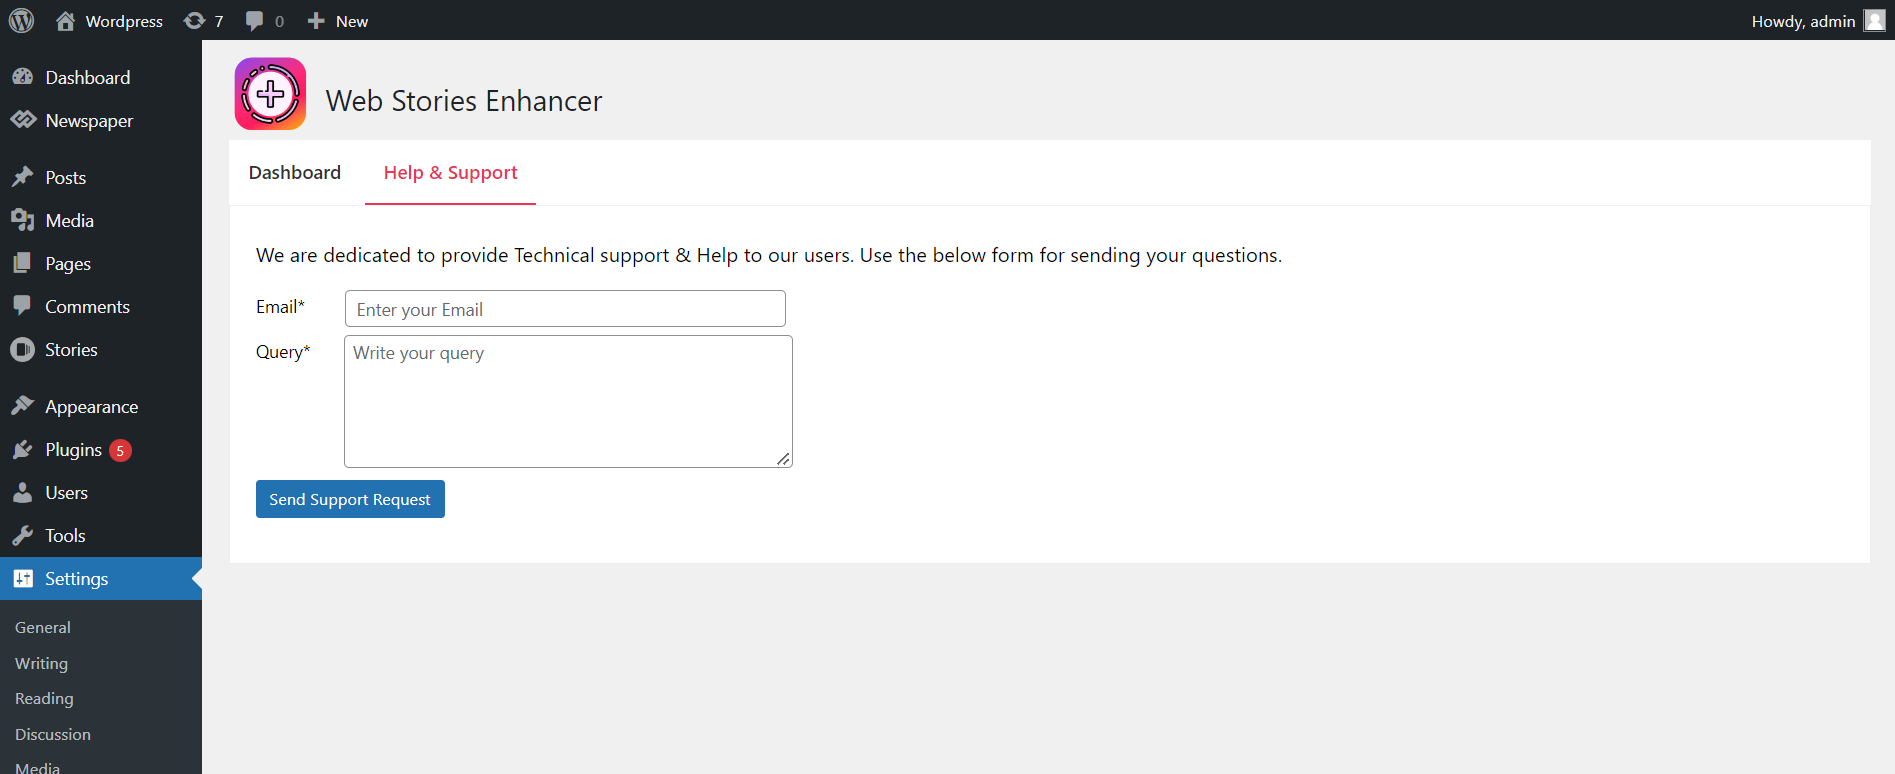 Wordpress 7 0 New Howdy, admin
Dashboard
Newspaper
Posts
Media
Pages
Comments
Stories
Appearance
Plugins 5
Users
Tools
Settings
General
Writing
Reading
Discussion
Media
Web Stories Enhancer
Dashboard Help & Support
We are dedicated to provide Technical support & Help to our users. Use the below form for sending your questions.
Email* Enter your Email
Query* Write your query
Send Support Request